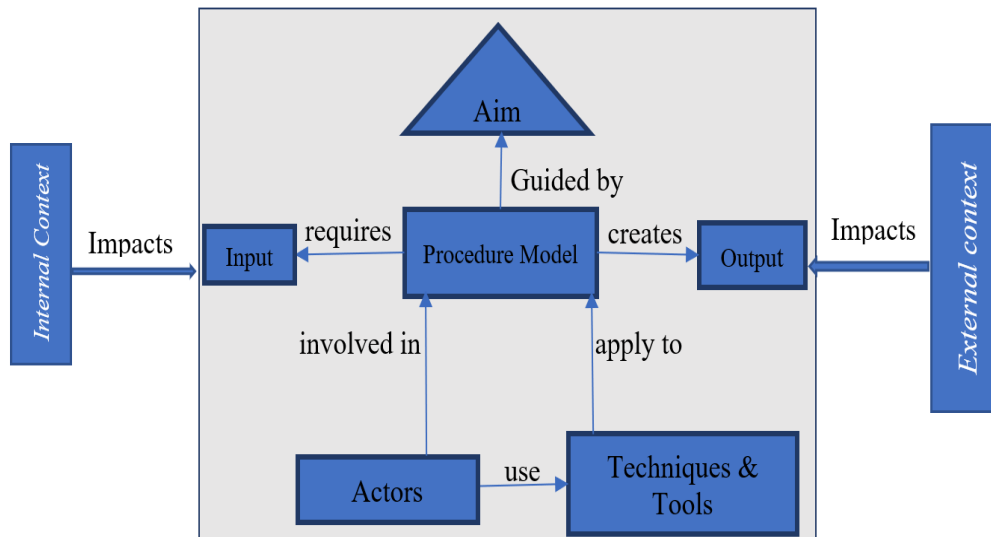 Aim
Guided by
Internal Context
Impacts
Input
requires
Procedure Model
creates
Output
Impacts
External context
involved in
apply to
Actors
use
Techniques &
Tools